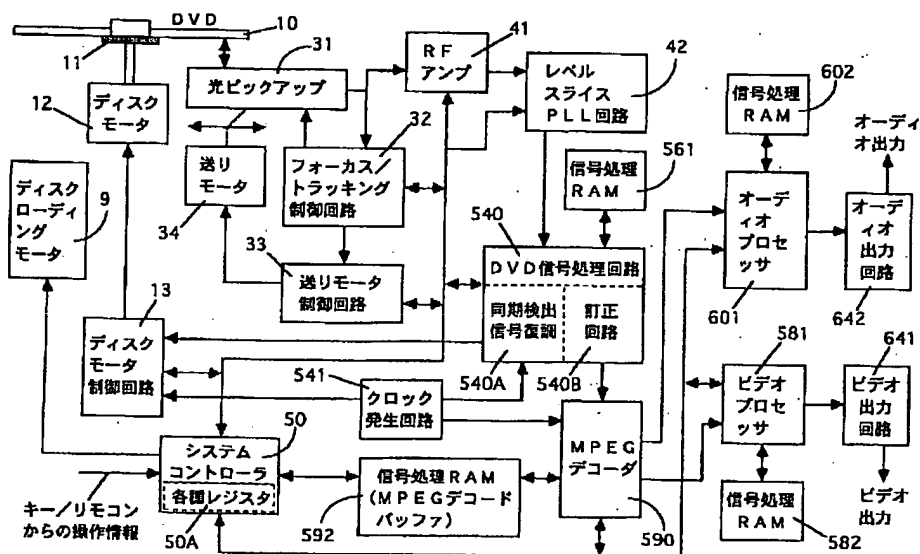 DVD
10
11
31
41
RF
アンプ
42
レベル
スライス
PLL回路
602
信号処理
RAM
光ピックアップ
12
ディスク
モータ
32
オーディ
オ出力
送り
モータ
34
フォーカス/
トラッキング
制御回路
信号処理
RAM
561
オー
ディオ
プロセ
ッサ
601
オーデ
ィオ出力
回路
642
ディスク
ローディ
ング
モータ
9
540
DVD信号処理回路
33
送りモータ
制御回路
同期検出
信号復調
訂正
回路
540A
540B
13
ディスク
モータ
制御回路
541
クロック
発生回路
581
ビデオ
プロセ
ッサ
641
ビデオ
出力
回路
MPEG
デコーダ
590
システム
コントローラ
50
各国レジスタ
50A
信号処理RAM
(MPEGデコード
バッファ)
592
キー/リモコン
からの操作情報
信号処理
RAM
582
ビデオ
出力